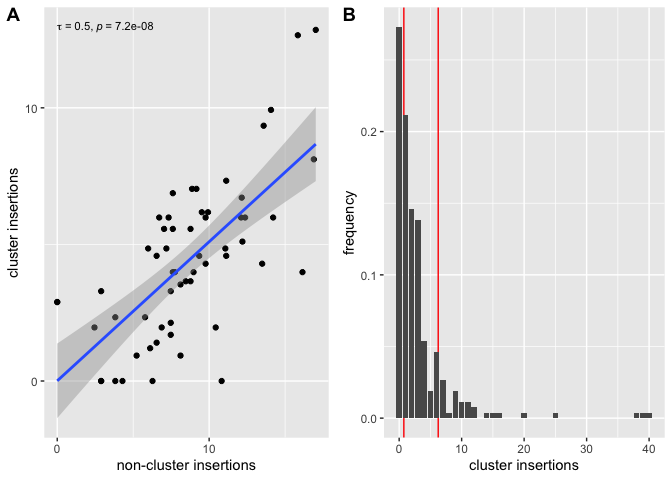 A
τ = 0.5, p = 7.2e-08
cluster insertions
10
0
0
10
non-cluster insertions
B
frequency
0.2
0.1
0.0
0
10
20
30
40
cluster insertions